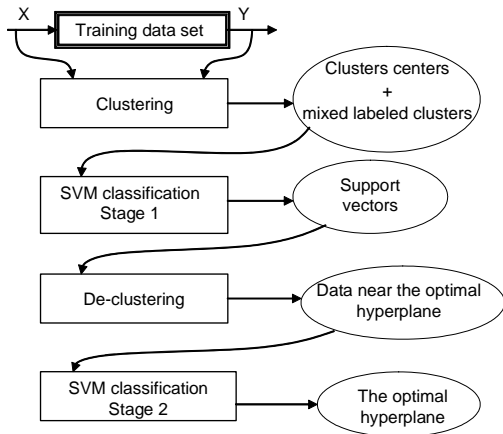 X
Y
Training data set
Clustering
Clusters centers
+
mixed labeled clusters
SVM classification
Stage 1
Support
vectors
De-clustering
Data near the optimal
hyperplane
SVM classification
Stage 2
The optimal
hyperplane